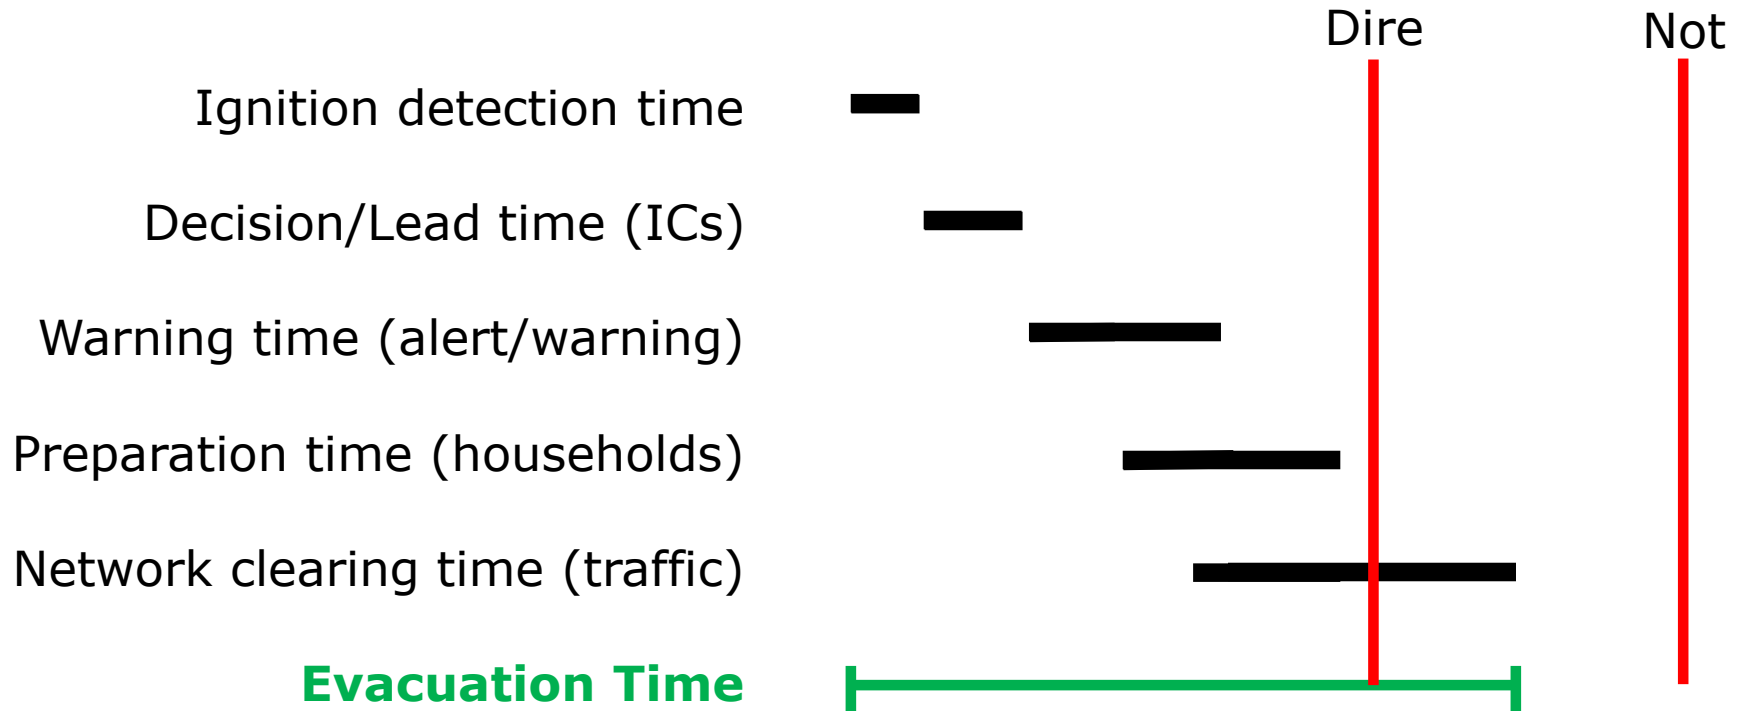 Dire
Not
Ignition detection time
Decision/Lead time (ICs)
Warning time (alert/warning)
Preparation time (households)
Network clearing time (traffic)
Evacuation Time